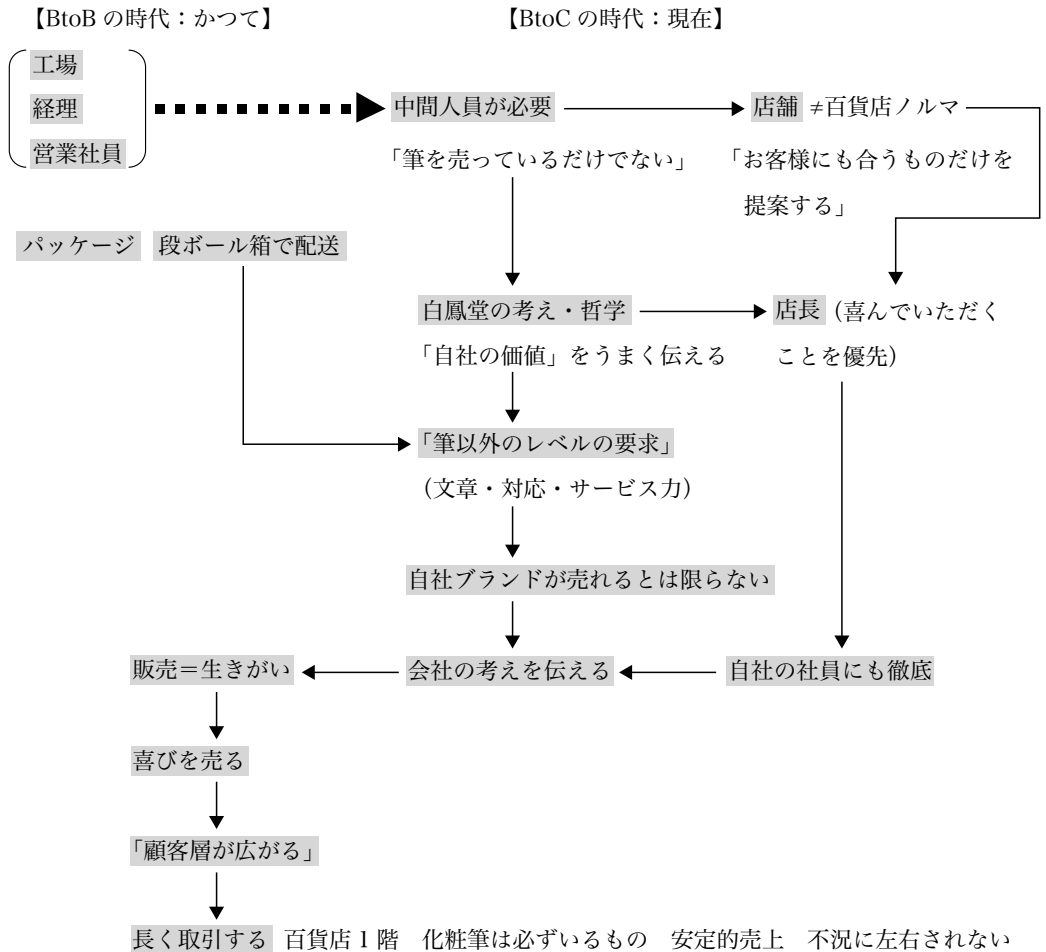 【BtoB の時代：かつて】
【BtoC の時代：現在】
工場
経理
営業社員
中間人員が必要
店舗 ≠百貨店ノルマ
「筆を売っているだけでない」
「お客様にも合うものだけを
提案する」
パッケージ 段ボール箱で配送
白鳳堂の考え・哲学
店長（喜んでいただく
「自社の価値」をうまく伝える
ことを優先）
「筆以外のレベルの要求」
（文章・対応・サービス力）
自社ブランドが売れるとは限らない
販売＝生きがい
会社の考えを伝える
自社の社員にも徹底
喜びを売る
「顧客層が広がる」
長く取引する 百貨店 1 階 化粧筆は必ずいるもの 安定的売上 不況に左右されない